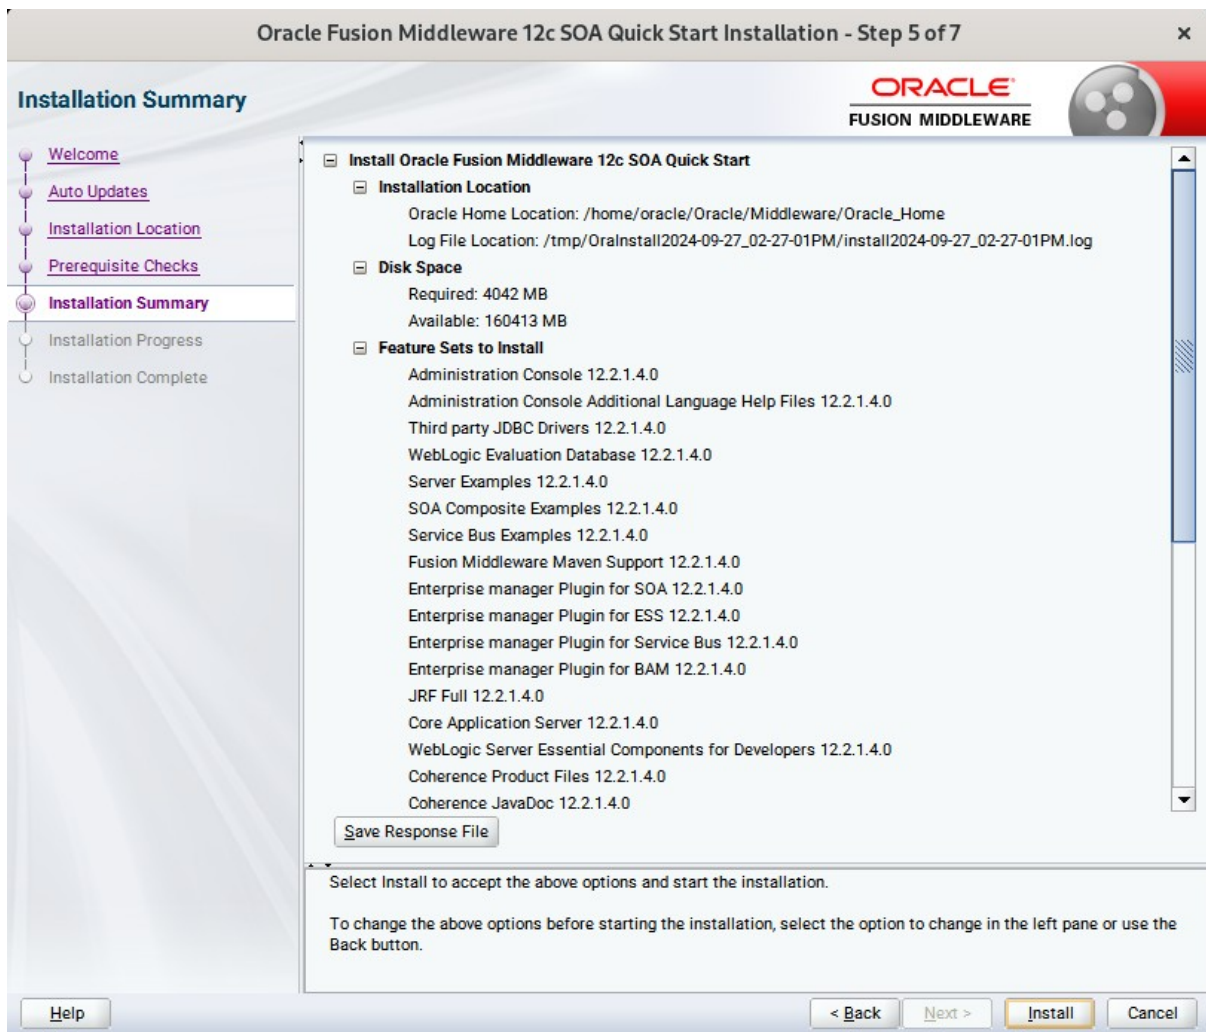 Oracle Fusion Middleware 12c SOA Quick Start Installation - Step 5 of 7
Installation Summary
ORACLE
FUSION MIDDLEWARE
Welcome
Auto Updates
Installation Location
Prerequisite Checks
Installation Summary
Installation Progress
Installation Complete
Install Oracle Fusion Middleware 12c SOA Quick Start
Installation Location
Oracle Home Location: /home/oracle/Oracle/Middleware/Oracle_Home
Log File Location: /tmp/OraInstall2024-09-27_02-27-01PM/install2024-09-27_02-27-01PM.log
Disk Space
Required: 4042 MB
Available: 160413 MB
Feature Sets to Install
Administration Console 12.2.1.4.0
Administration Console Additional Language Help Files 12.2.1.4.0
Third party JDBC Drivers 12.2.1.4.0
WebLogic Evaluation Database 12.2.1.4.0
Server Examples 12.2.1.4.0
SOA Composite Examples 12.2.1.4.0
Service Bus Examples 12.2.1.4.0
Fusion Middleware Maven Support 12.2.1.4.0
Enterprise manager Plugin for SOA 12.2.1.4.0
Enterprise manager Plugin for ESS 12.2.1.4.0
Enterprise manager Plugin for Service Bus 12.2.1.4.0
Enterprise manager Plugin for BAM 12.2.1.4.0
JRF Full 12.2.1.4.0
Core Application Server 12.2.1.4.0
WebLogic Server Essential Components for Developers 12.2.1.4.0
Coherence Product Files 12.2.1.4.0
Coherence JavaDoc 12.2.1.4.0
Save Response File
Select Install to accept the above options and start the installation.
To change the above options before starting the installation, select the option to change in the left pane or use the
Back button.
Help
< Back
Next >
Install
Cancel